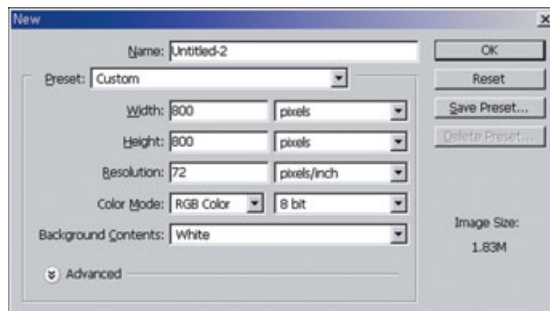 New
Name: Untitled-2
OK
Preset: Custom
Reset
Width: 800 pixels
Save Preset...
Height: 800 pixels
Delete Preset...
Resolution: 72 pixels/inch
Color Mode: RGB Color 8 bit
Image Size:
Background Contents: White
1.83M
Advanced